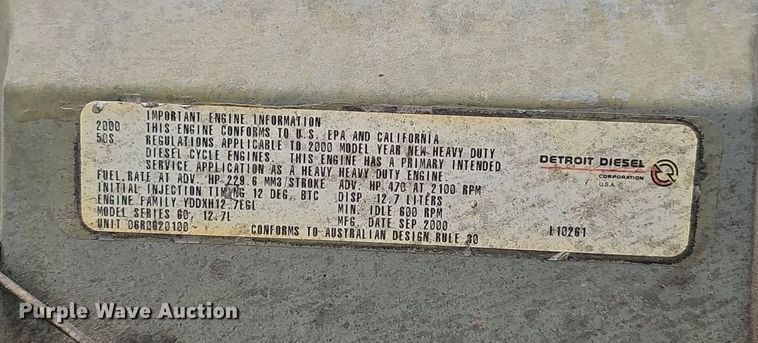 IMPORTANT ENGINE INFORMATION
2000 THIS ENGINE CONFORMS TO U.S. EPA AND CALIFORNIA
50S REGULATIONS APPLICABLE TO 2000 MODEL YEAR NEW HEAVY DUTY
DIESEL CYCLE ENGINES. THIS ENGINE HAS A PRIMARY INTENDED
SERVICE APPLICATION AS A HEAVY HEAVY DUTY ENGINE.
FUEL RATE AT ADV. HP 229.6 MM3/STROKE ADV. HP 470 AT 2100 RPM
INITIAL INJECTION TIMING 12 DEG. BTC DISP. 12.7 LITERS
ENGINE FAMILY YDDXH12.7EGL MIN. IDLE 600 RPM
MODEL SERIES 60, 12.7L MFG. DATE SEP 2000
UNIT 06R0620100 CONFORMS TO AUSTRALIAN DESIGN RULE 30
DETROIT DIESEL
CORPORATION
U.S.A.
L10261
Purple Wave Auction